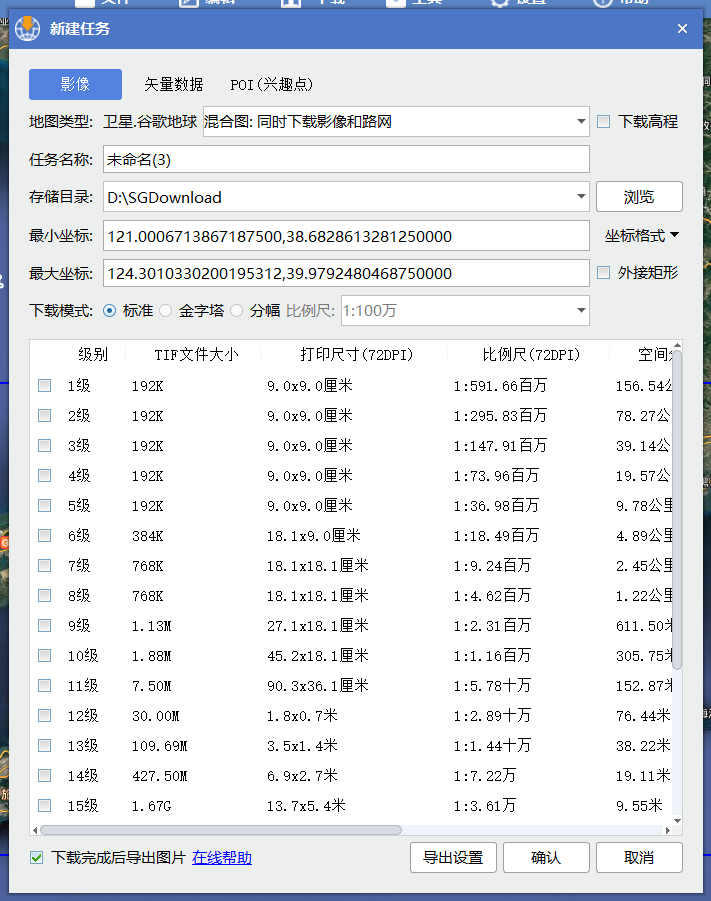 新建任务
影像 矢量数据 POI(兴趣点)
地图类型: 卫星.谷歌地球 混合图: 同时下载影像和路网 下载高程
任务名称: 未命名(3)
存储目录: D:\SGDownload 浏览
最小坐标: 121.0006713867187500,38.6828613281250000 坐标格式
最大坐标: 124.3010330200195312,39.9792480468750000 外接矩形
下载模式: 标准 金字塔 分幅 比例尺: 1:100万
级别 TIF文件大小 打印尺寸(72DPI) 比例尺(72DPI) 空间
1级 192K 9.0x9.0厘米 1:591.66百万 156.54公
2级 192K 9.0x9.0厘米 1:295.83百万 78.27公
3级 192K 9.0x9.0厘米 1:147.91百万 39.14公
4级 192K 9.0x9.0厘米 1:73.96百万 19.57公
5级 192K 9.0x9.0厘米 1:36.98百万 9.78公里
6级 384K 18.1x9.0厘米 1:18.49百万 4.89公里
7级 768K 18.1x18.1厘米 1:9.24百万 2.45公里
8级 768K 18.1x18.1厘米 1:4.62百万 1.22公里
9级 1.13M 27.1x18.1厘米 1:2.31百万 611.50米
10级 1.88M 45.2x18.1厘米 1:1.16百万 305.75米
11级 7.50M 90.3x36.1厘米 1:5.78十万 152.87米
12级 30.00M 1.8x0.7米 1:2.89十万 76.44米
13级 109.69M 3.5x1.4米 1:1.44十万 38.22米
14级 427.50M 6.9x2.7米 1:7.22万 19.11米
15级 1.67G 13.7x5.4米 1:3.61万 9.55米
下载完成后导出图片 在线帮助 导出设置 确认 取消